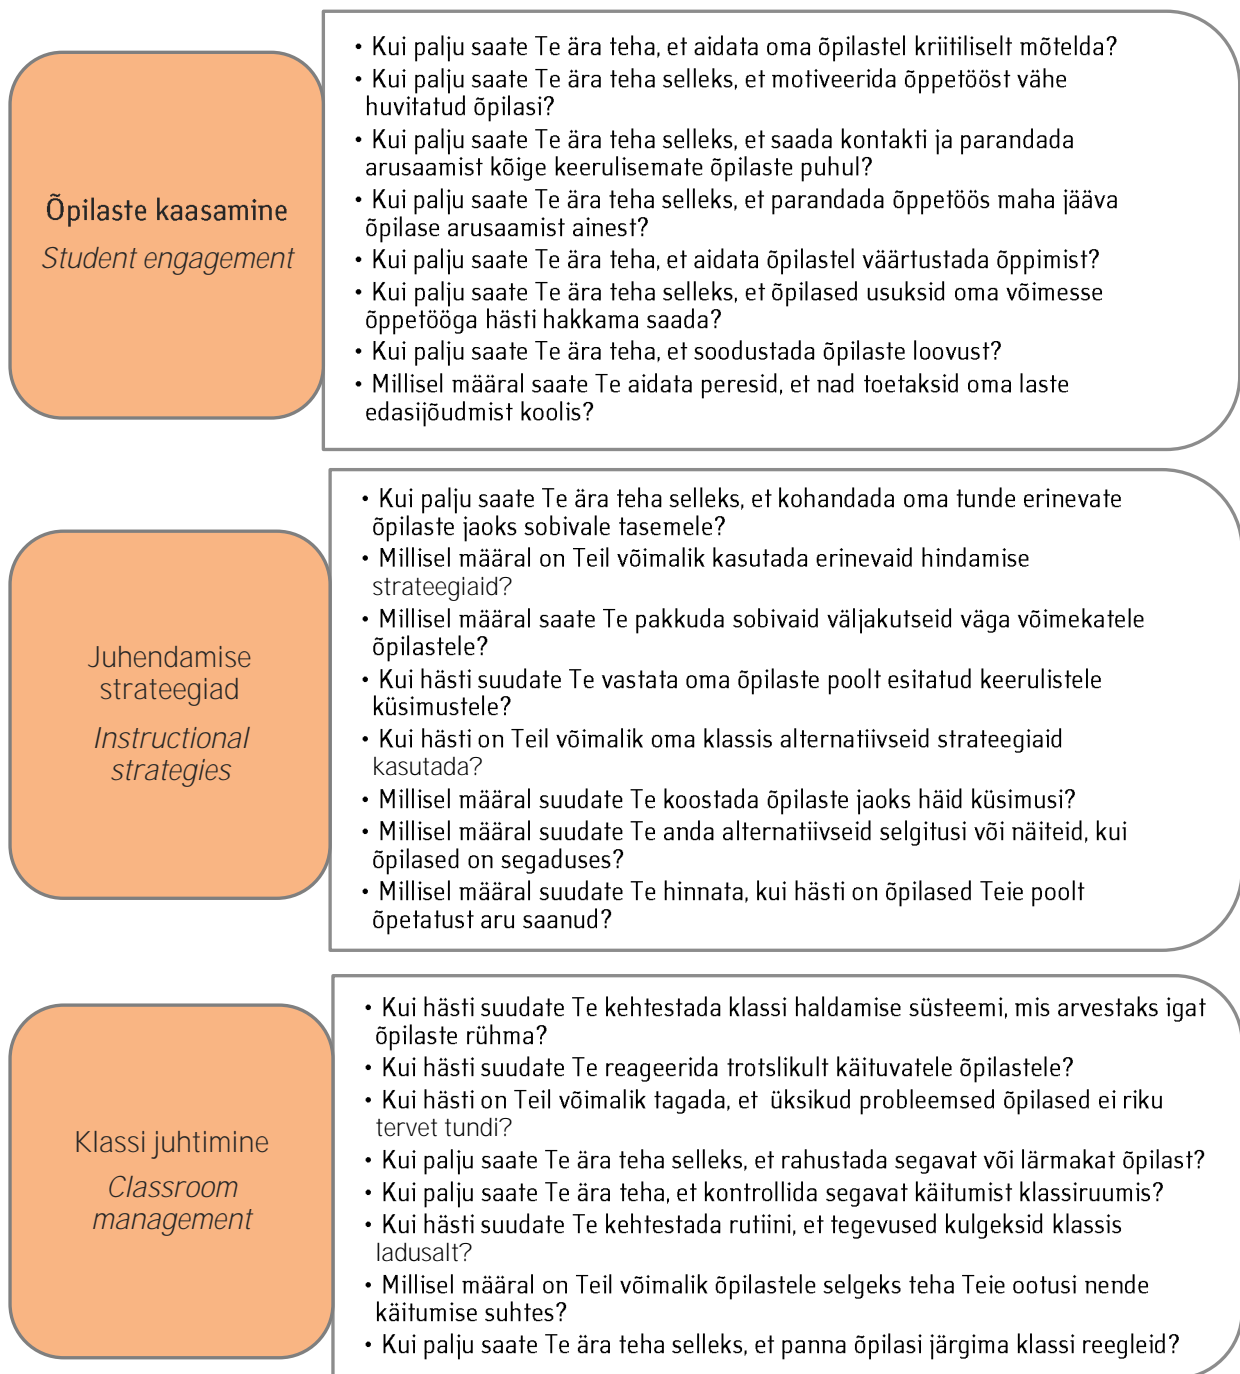 Õpilaste kaasamine
Student engagement
• Kui palju saate Te ära teha, et aidata oma õpilastel kriitiliselt mõtelda?
• Kui palju saate Te ära teha selleks, et motiveerida õppetööst vähe
huvitatud õpilasi?
• Kui palju saate Te ära teha selleks, et saada kontakti ja parandada
arusaamist kõige keerulisemate õpilaste puhul?
• Kui palju saate Te ära teha selleks, et parandada õppetöös maha jääva
õpilase arusaamist ainest?
• Kui palju saate Te ära teha, et aidata õpilastel väärtustada õppimist?
• Kui palju saate Te ära teha selleks, et õpilased usuksid oma võimesse
õppetööga hästi hakkama saada?
• Kui palju saate Te ära teha, et soodustada õpilaste loovust?
• Millisel määral saate Te aidata peresid, et nad toetaksid oma laste
edasijõudmist koolis?
Juhendamise
strateegiad
Instructional
strategies
• Kui palju saate Te ära teha selleks, et kohandada oma tunde erinevate
õpilaste jaoks sobivale tasemele?
• Millisel määral on Teil võimalik kasutada erinevaid hindamise
strateegiaid?
• Millisel määral saate Te pakkuda sobivaid väljakutseid väga võimekatele
õpilastele?
• Kui hästi suudate Te vastata oma õpilaste poolt esitatud keerulistele
küsimustele?
• Kui hästi on Teil võimalik oma klassis alternatiivseid strateegiaid
kasutada?
• Millisel määral suudate Te koostada õpilaste jaoks häid küsimusi?
• Millisel määral suudate Te anda alternatiivseid selgitusi või näiteid, kui
õpilased on segaduses?
• Millisel määral suudate Te hinnata, kui hästi on õpilased Teie poolt
õpetatust aru saanud?
Klassi juhtimine
Classroom
management
• Kui hästi suudate Te kehtestada klassi haldamise süsteemi, mis arvestaks igat
õpilaste rühma?
• Kui hästi suudate Te reageerida trotslikult käituvatele õpilastele?
• Kui hästi on Teil võimalik tagada, et üksikud probleemsed õpilased ei riku
tervet tundi?
• Kui palju saate Te ära teha selleks, et rahustada segavat või lärmakat õpilast?
• Kui palju saate Te ära teha, et kontrollida segavat käitumist klassiruumis?
• Kui hästi suudate Te kehtestada rutiini, et tegevused kulgeksid klassis
ladusalt?
• Millisel määral on Teil võimalik õpilastele selgeks teha Teie ootusi nende
käitumise suhtes?
• Kui palju saate Te ära teha selleks, et panna õpilasi järgima klassi reegleid?